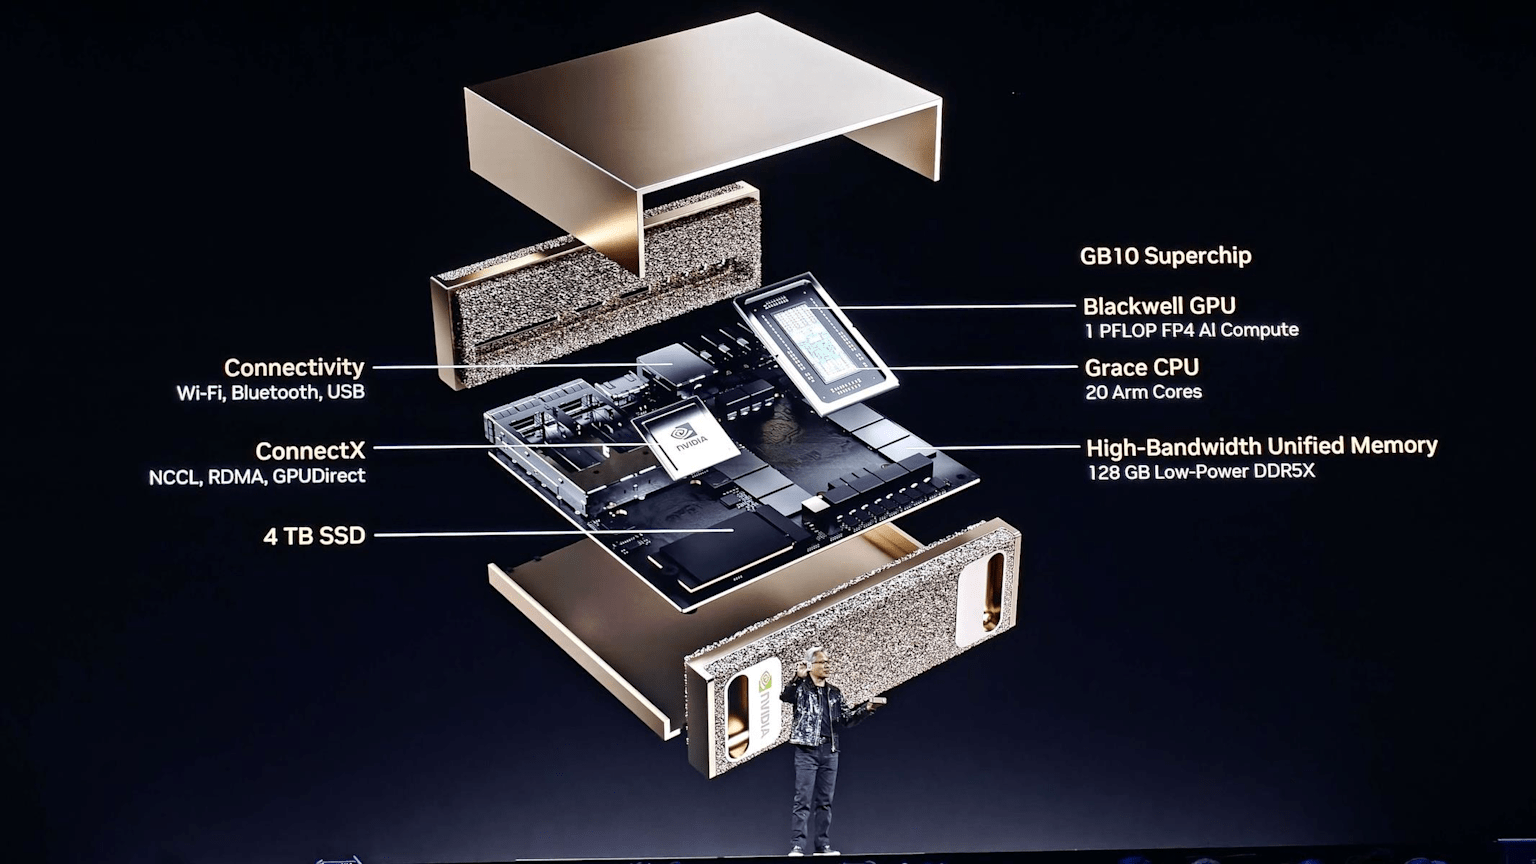 GB10 Superchip
Blackwell GPU
1 PFLOP FP4 AI Compute
Connectivity
Wi-Fi, Bluetooth, USB
Grace CPU
20 Arm Cores
ConnectX
NCCL, RDMA, GPUDirect
NVIDIA
High-Bandwidth Unified Memory
128 GB Low-Power DDR5X
4 TB SSD
NVIDIA